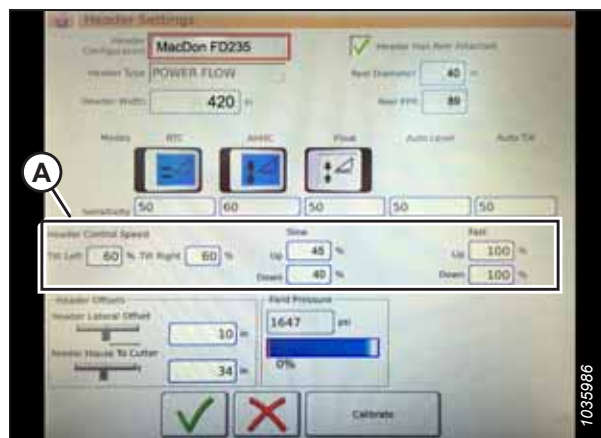 Header Settings
Header Configuration MacDon FD235 Header Has Reel Attached
Header Type POWER FLOW Reel Diameter 40 in
Header Width 420 in Reel PPR 89
Modes RTC AHHC Float Auto Level Auto Tilt
A
Sensitivity 50 60 50 50 50
Header Control Speed Slow Fast
Tilt Left 60 % Tilt Right 60 % Up 45 % Up 100 %
Down 40 % Down 100 %
Header Offsets Field Pressure
Header Lateral Offset 1647 psi
10 in
Feeder House To Cutter 0%
34 in
Calibrate
1035986